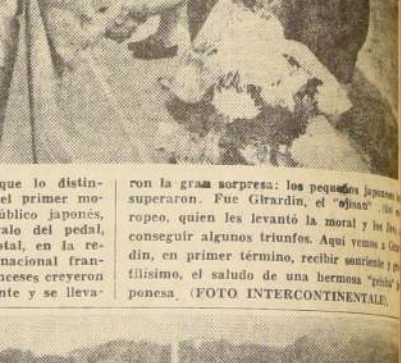 que lo distin-
el primer mo-
úblico japonés,
alo del pedal,
otal, en la re-
nacional fran-
nceses creyeron
nte y se lleva-
ron la gran sorpresa: los pequeños japoneses
superaron. Fue Girardin, el "ojisan"
ropeo, quien les levantó la moral y los
conseguir algunos triunfos. Aquí vemos a
din, en primer término, recibir sonriente y
tilísimo, el saludo de una hermosa "geisha"
ponesa. (FOTO INTERCONTINENTAL).